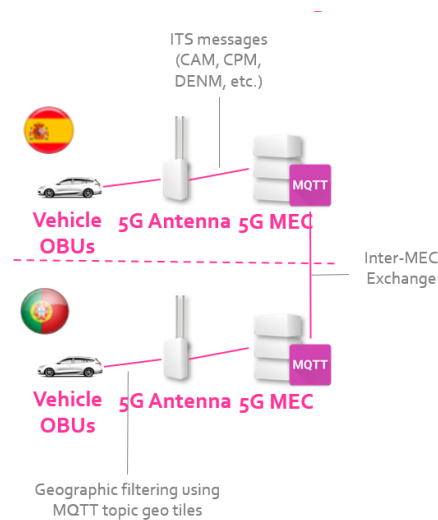 ITS messages
(CAM, CPM,
DENM, etc.)
MQTT
Vehicle
OBUs
5G Antenna
5G MEC
Inter-MEC
Exchange
MQTT
Vehicle
OBUs
5G Antenna
5G MEC
Geographic filtering using
MQTT topic geo tiles